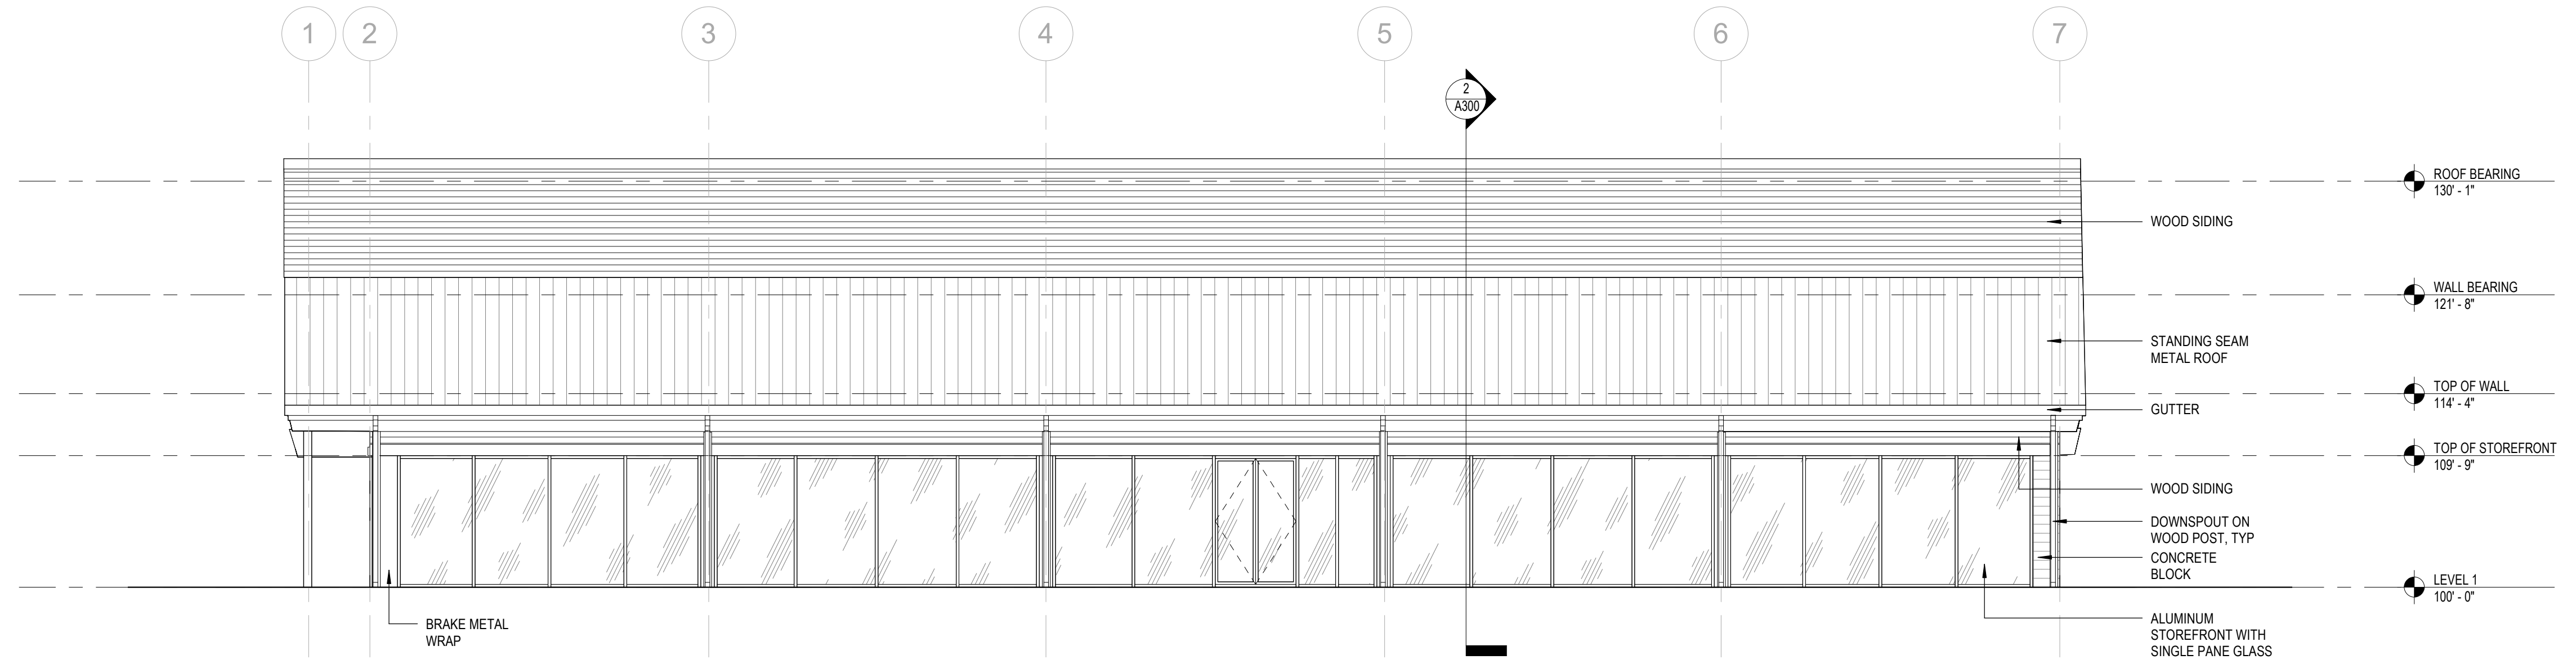 1 2 3 4 5 6 7
2
A300
ROOF BEARING
130' - 1"
WOOD SIDING
WALL BEARING
121' - 8"
STANDING SEAM
METAL ROOF
TOP OF WALL
114' - 4"
GUTTER
TOP OF STOREFRONT
109' - 9"
WOOD SIDING
DOWNSPOUT ON
WOOD POST, TYP
CONCRETE
BLOCK
LEVEL 1
100' - 0"
ALUMINUM
STOREFRONT WITH
SINGLE PANE GLASS
BRAKE METAL
WRAP